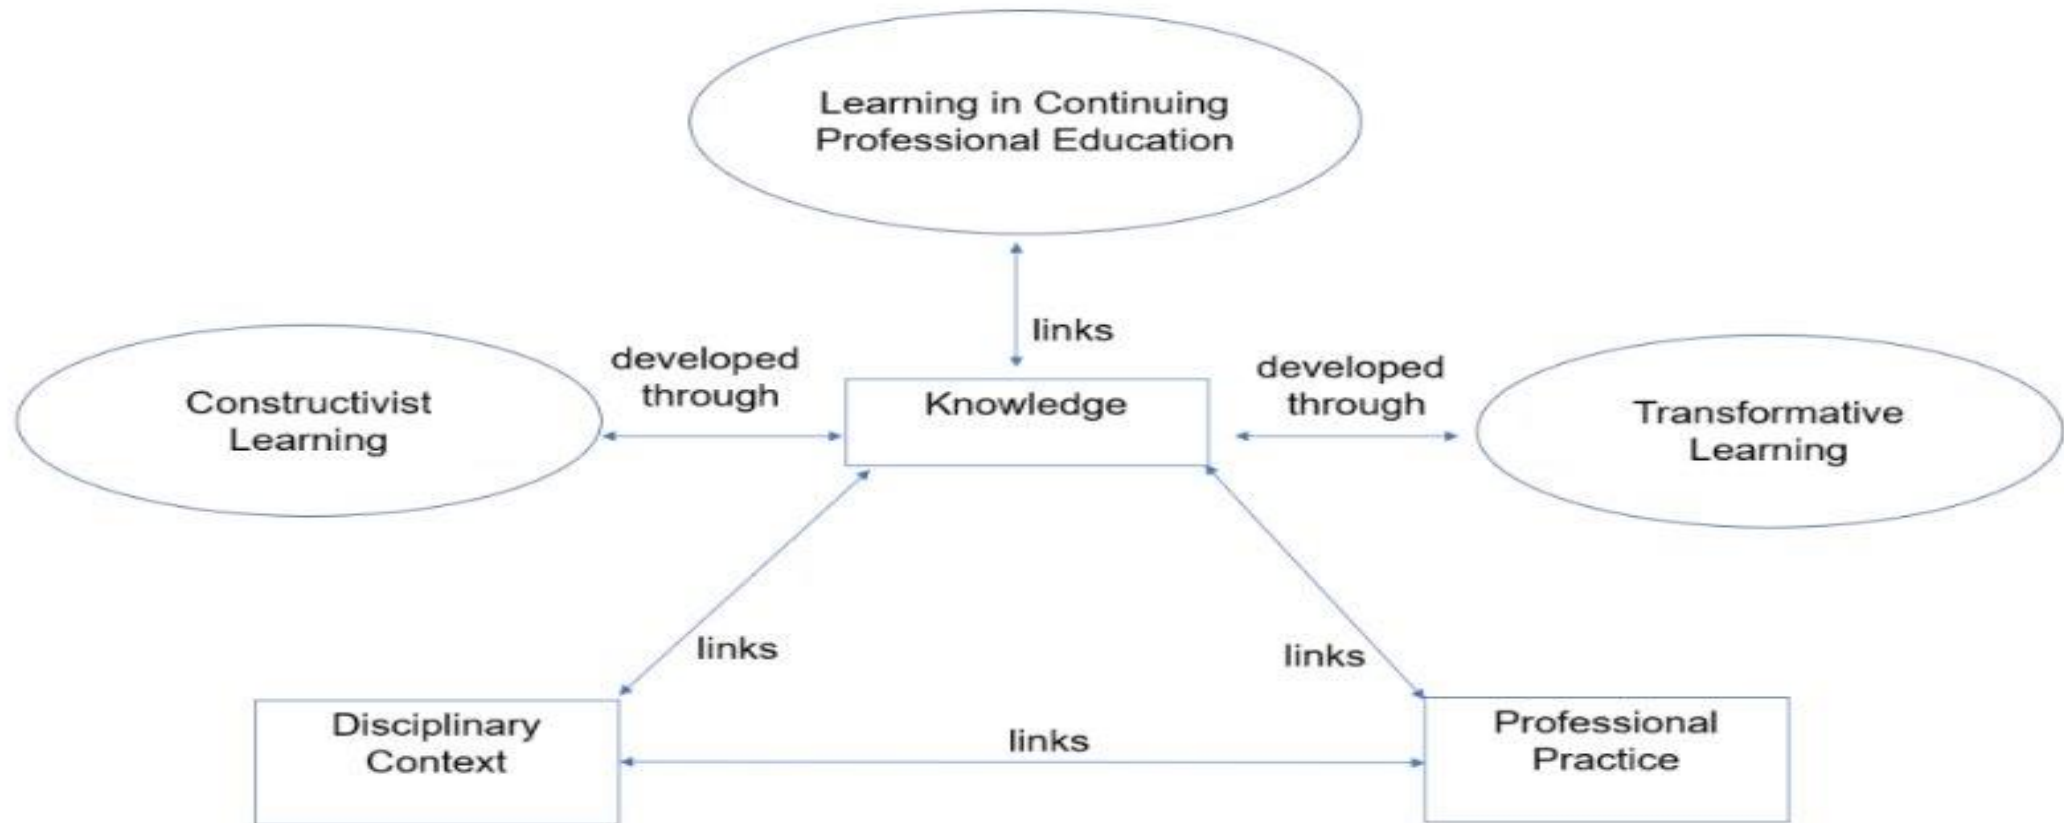 Learning in Continuing
Professional Education
links
developed
through
developed
through
Constructivist
Learning
Knowledge
Transformative
Learning
links
links
Disciplinary
Context
links
Professional
Practice